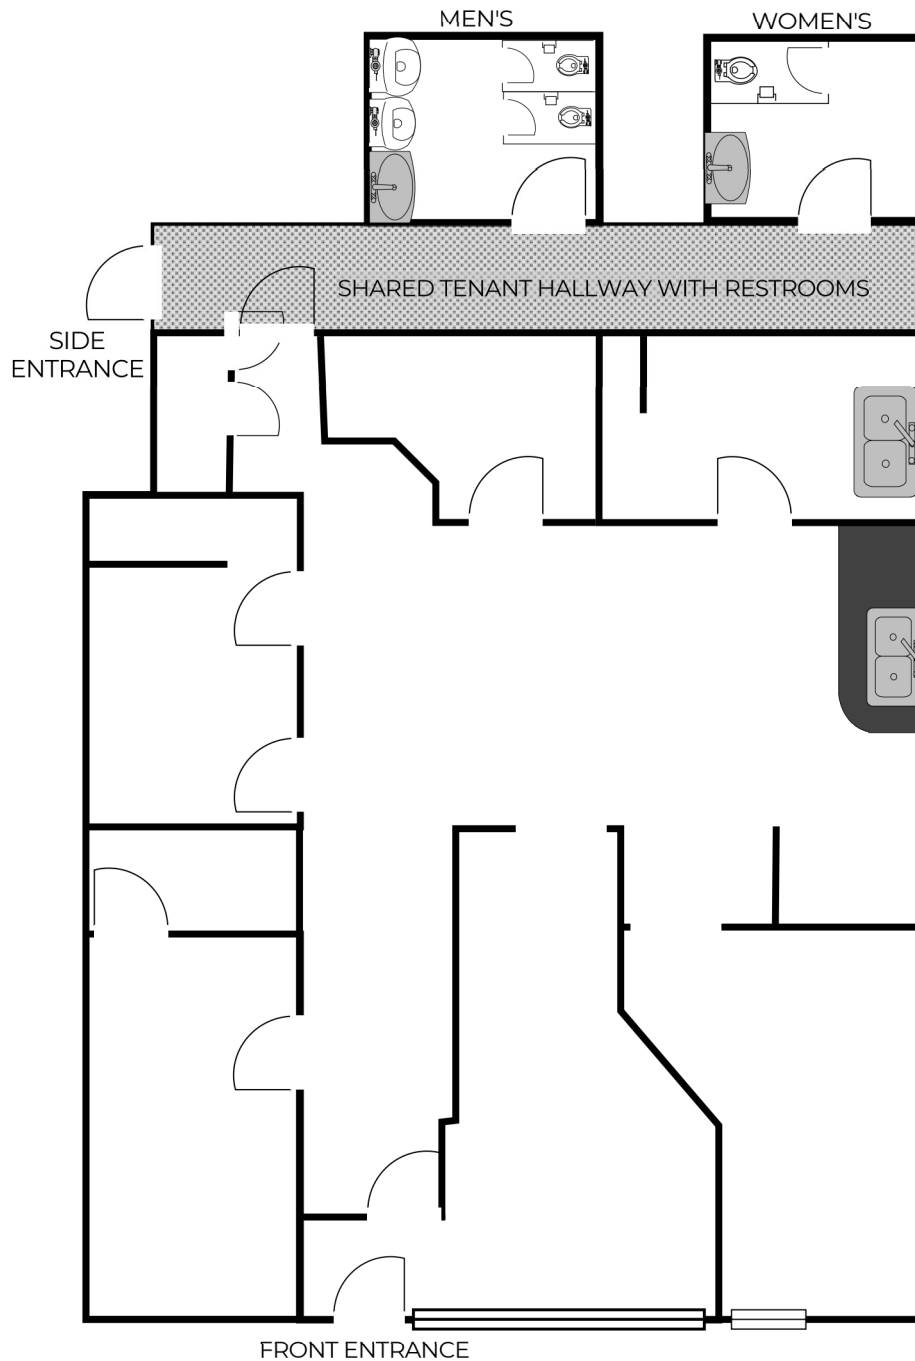 MEN'S
WOMEN'S
SHARED TENANT HALLWAY WITH RESTROOMS
SIDE
ENTRANCE
FRONT ENTRANCE